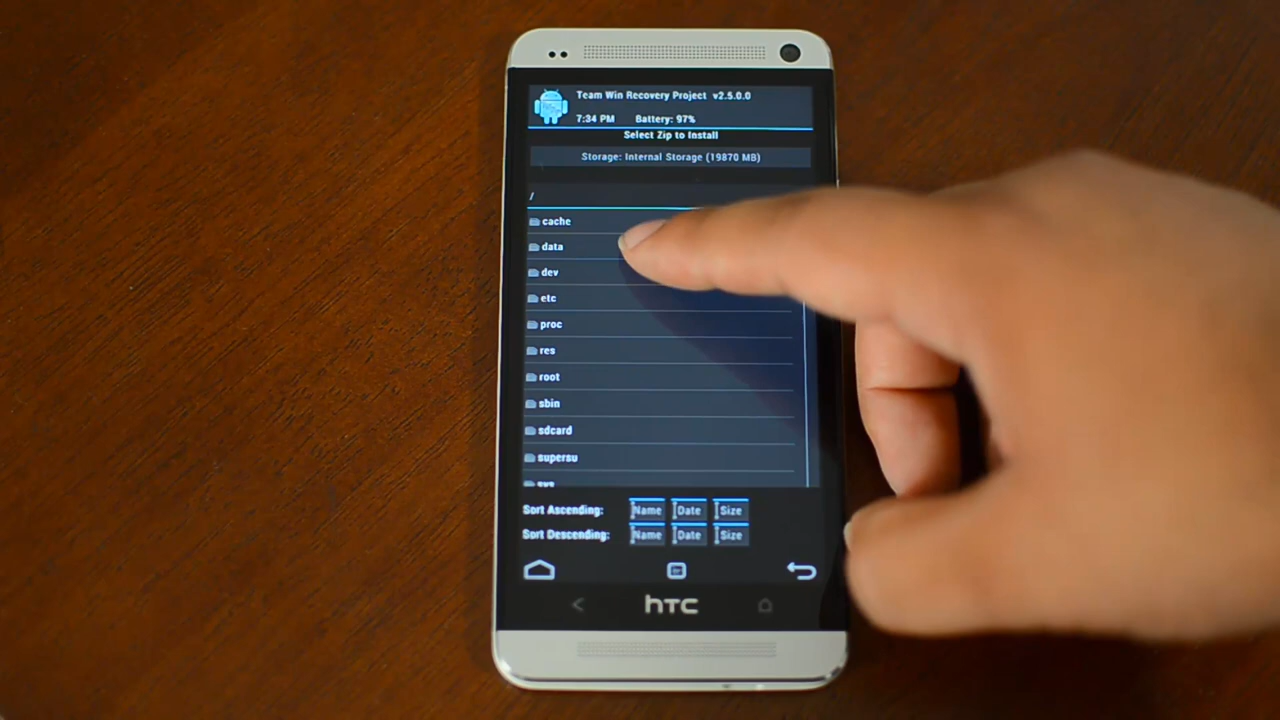 Team Win Recovery Project v2.5.0.0
7:34 PM Battery: 97%
Select Zip to Install
Storage: Internal Storage (19870 MB)
/
cache
data
dev
etc
proc
res
root
sbin
sdcard
supersu
sys
Sort Ascending: Name Date Size
Sort Descending: Name Date Size
hTC